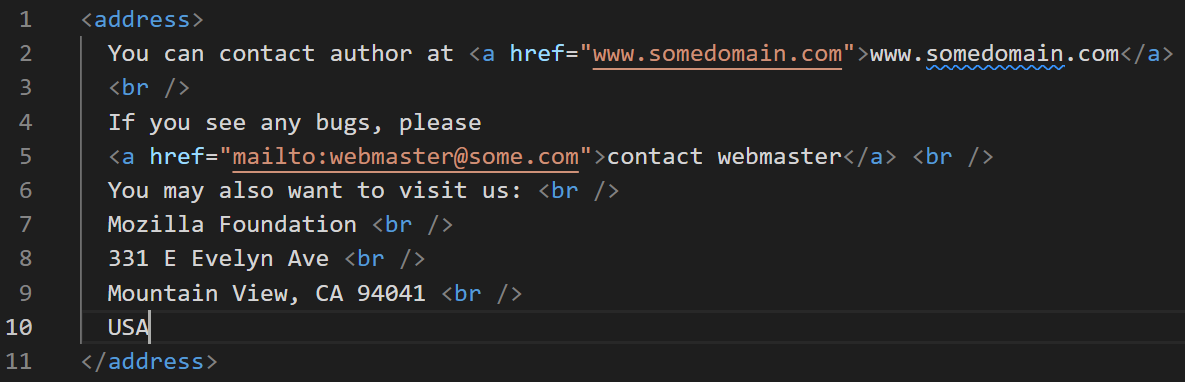 1 <address>
2 You can contact author at <a href="www.somedomain.com">www.somedomain.com</a>
3 <br />
4 If you see any bugs, please
5 <a href="mailto:webmaster@some.com">contact webmaster</a> <br />
6 You may also want to visit us: <br />
7 Mozilla Foundation <br />
8 331 E Evelyn Ave <br />
9 Mountain View, CA 94041 <br />
10 USA
11 </address>